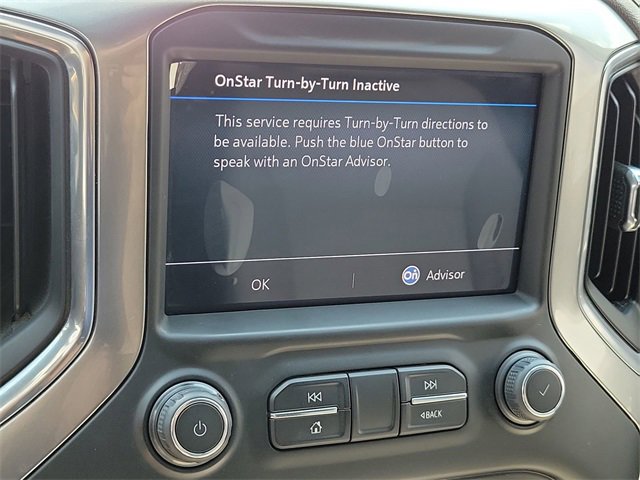 OnStar Turn-by-Turn Inactive
This service requires Turn-by-Turn directions to
be available. Push the blue OnStar button to
speak with an OnStar Advisor.
OK
On Advisor
BACK